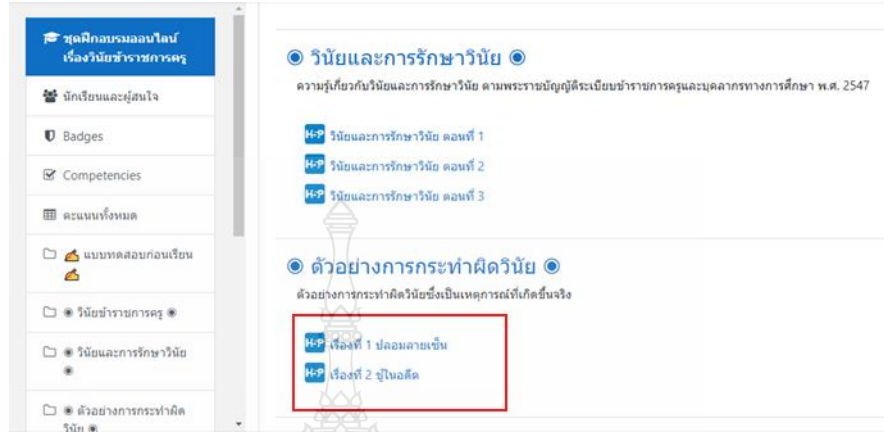 ชุดฝึกอบรมออนไลน์
เรื่องวินัยข้าราชการครู
นักเรียนและผู้สนใจ
Badges
Competencies
คะแนนทั้งหมด
แบบทดสอบก่อนเรียน
◉ วินัยข้าราชการครู ◉
◉ วินัยและการรักษาวินัย
◉
◉ ตัวอย่างการกระทำผิด
วินัย ◉
◉ วินัยและการรักษาวินัย ◉
ความรู้เกี่ยวกับวินัยและการรักษาวินัย ตามพระราชบัญญัติระเบียบข้าราชการครูและบุคลากรทางการศึกษา พ.ศ. 2547
H-P วินัยและการรักษาวินัย ตอนที่ 1
H-P วินัยและการรักษาวินัย ตอนที่ 2
H-P วินัยและการรักษาวินัย ตอนที่ 3
◉ ตัวอย่างการกระทำผิดวินัย ◉
ตัวอย่างการกระทำผิดวินัยซึ่งเป็นเหตุการณ์ที่เกิดขึ้นจริง
H-P เรื่องที่ 1 ปลอมลายเซ็น
H-P เรื่องที่ 2 ชู้ในอดีต